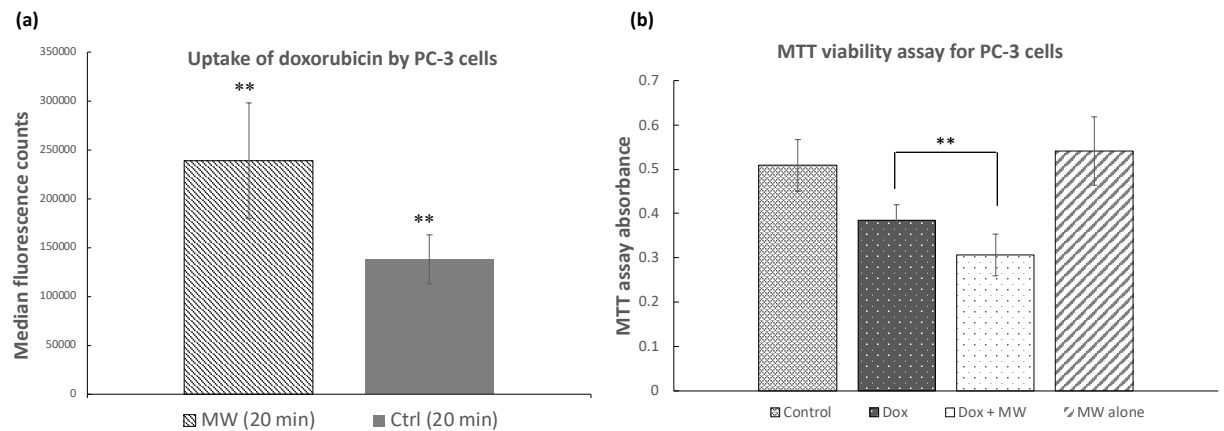 (a)
Uptake of doxorubicin by PC-3 cells
Median fluorescence counts
350000
300000
250000
200000
150000
100000
50000
0
**
**
MW (20 min)
Ctrl (20 min)
(b)
MTT viability assay for PC-3 cells
MTT assay absorbance
0.7
0.6
0.5
0.4
0.3
0.2
0.1
0
**
Control
Dox
Dox + MW
MW alone